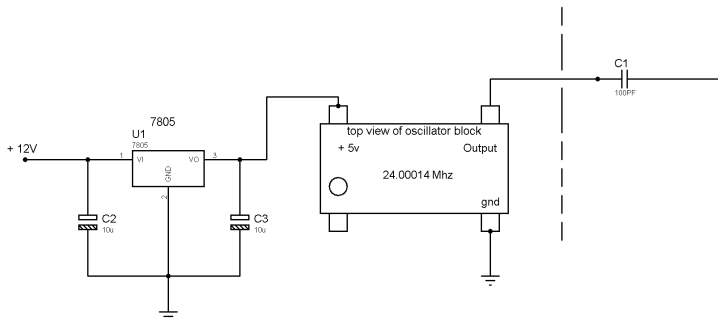 7805
U1
7805
+ 12V
1
VI
VO
3
GND
2
C2
10u
C3
10u
top view of oscillator block
+ 5v
Output
24.00014 Mhz
gnd
C1
100PF